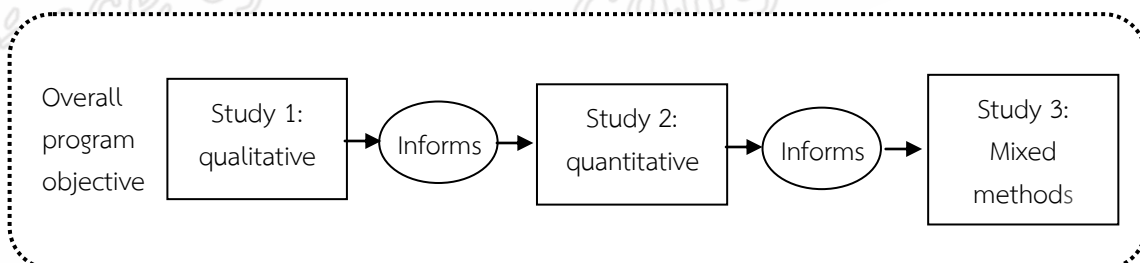 Overall
program
objective
Study 1:
qualitative
Informs
Study 2:
quantitative
Informs
Study 3:
Mixed
methods